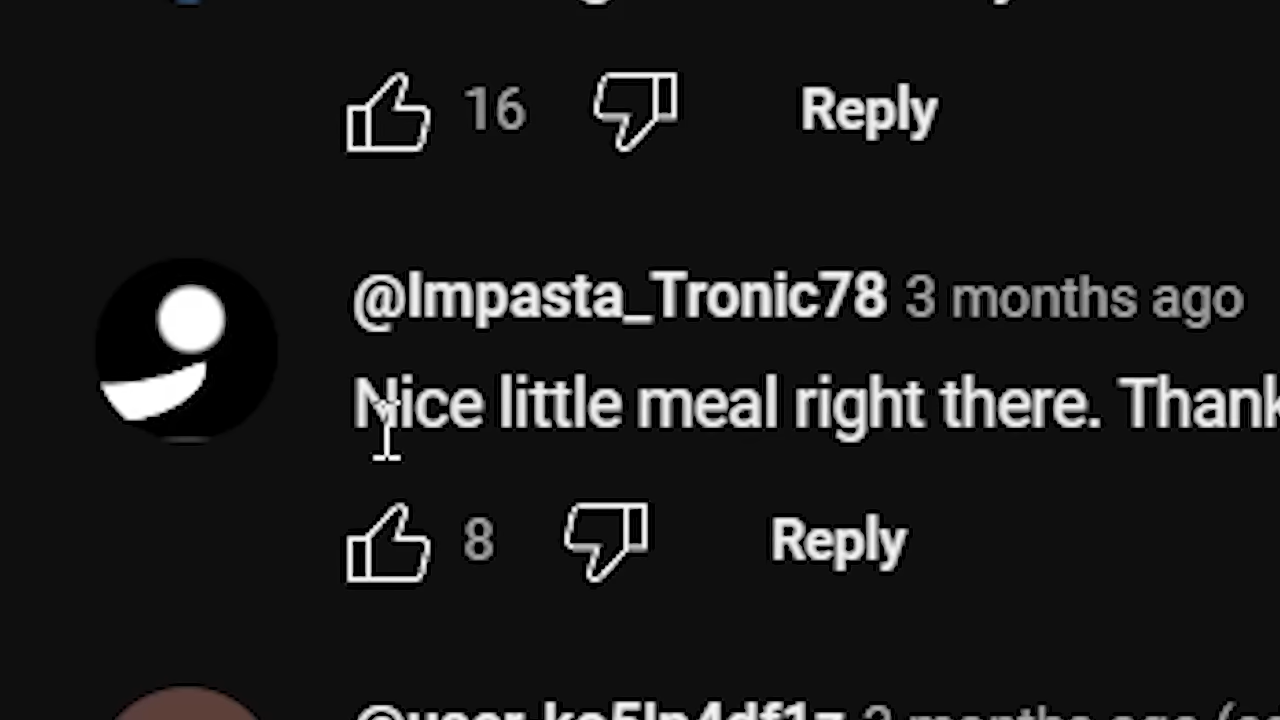 16 Reply
@Impasta_Tronic78 3 months ago
Nice little meal right there. Thank
8 Reply